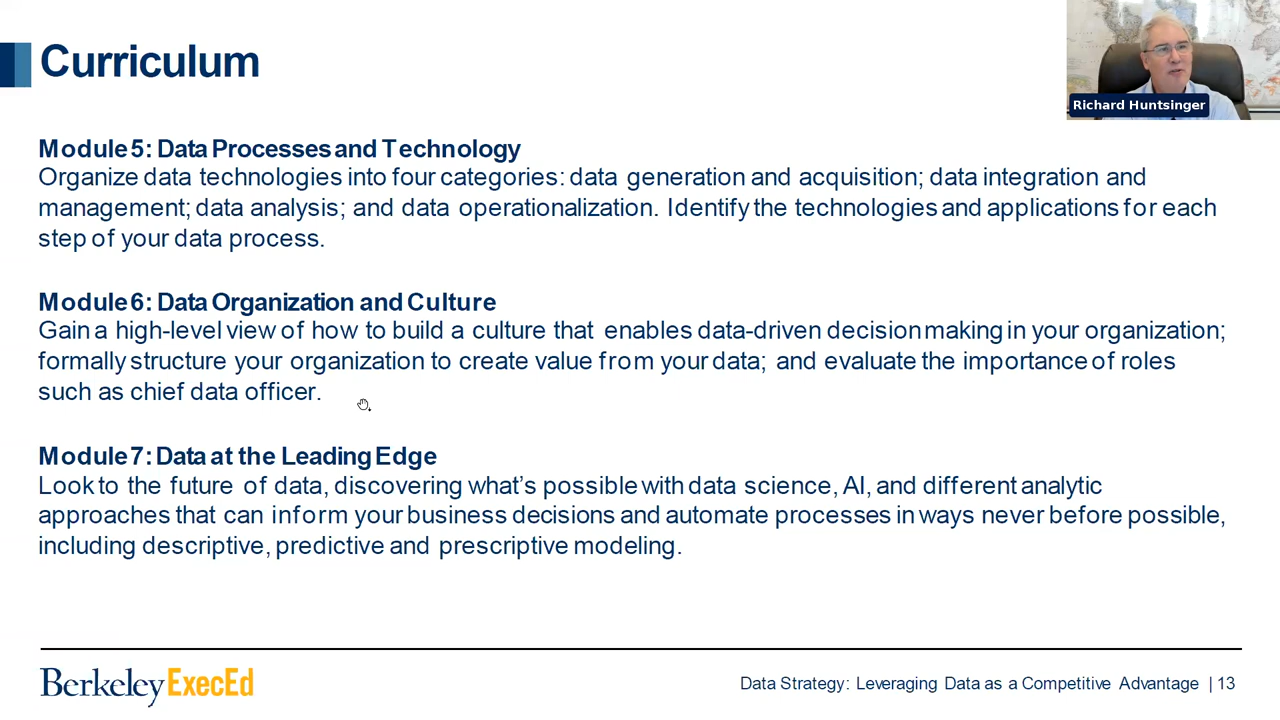 Curriculum
Richard Huntsinger
Module 5: Data Processes and Technology
Organize data technologies into four categories: data generation and acquisition; data integration and
management; data analysis; and data operationalization. Identify the technologies and applications for each
step of your data process.
Module 6: Data Organization and Culture
Gain a high-level view of how to build a culture that enables data-driven decision making in your organization;
formally structure your organization to create value from your data; and evaluate the importance of roles
such as chief data officer.
Module 7: Data at the Leading Edge
Look to the future of data, discovering what's possible with data science, AI, and different analytic
approaches that can inform your business decisions and automate processes in ways never before possible,
including descriptive, predictive and prescriptive modeling.
Berkeley ExecEd
Data Strategy: Leveraging Data as a Competitive Advantage | 13